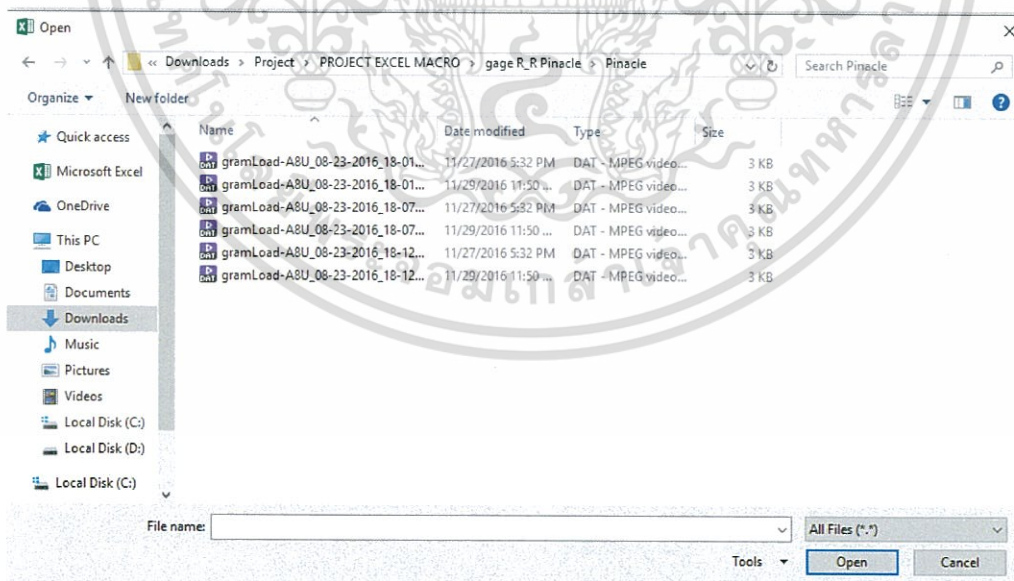 Open
« Downloads > Project > PROJECT EXCEL MACRO > gage R_R Pinacle > Pinacle
Search Pinacle
Organize
New folder
Name Date modified Type Size
gramLoad-A8U_08-23-2016_18-01... 11/27/2016 5:32 PM DAT - MPEG video... 3 KB
gramLoad-A8U_08-23-2016_18-01... 11/29/2016 11:50 ... DAT - MPEG video... 3 KB
gramLoad-A8U_08-23-2016_18-07... 11/27/2016 5:32 PM DAT - MPEG video... 3 KB
gramLoad-A8U_08-23-2016_18-07... 11/29/2016 11:50 ... DAT - MPEG video... 3 KB
gramLoad-A8U_08-23-2016_18-12... 11/27/2016 5:32 PM DAT - MPEG video... 3 KB
gramLoad-A8U_08-23-2016_18-12... 11/29/2016 11:50 ... DAT - MPEG video... 3 KB
Quick access
Microsoft Excel
OneDrive
This PC
Desktop
Documents
Downloads
Music
Pictures
Videos
Local Disk (C:)
Local Disk (D:)
Local Disk (C:)
File name:
All Files (*.*)
Tools
Open
Cancel